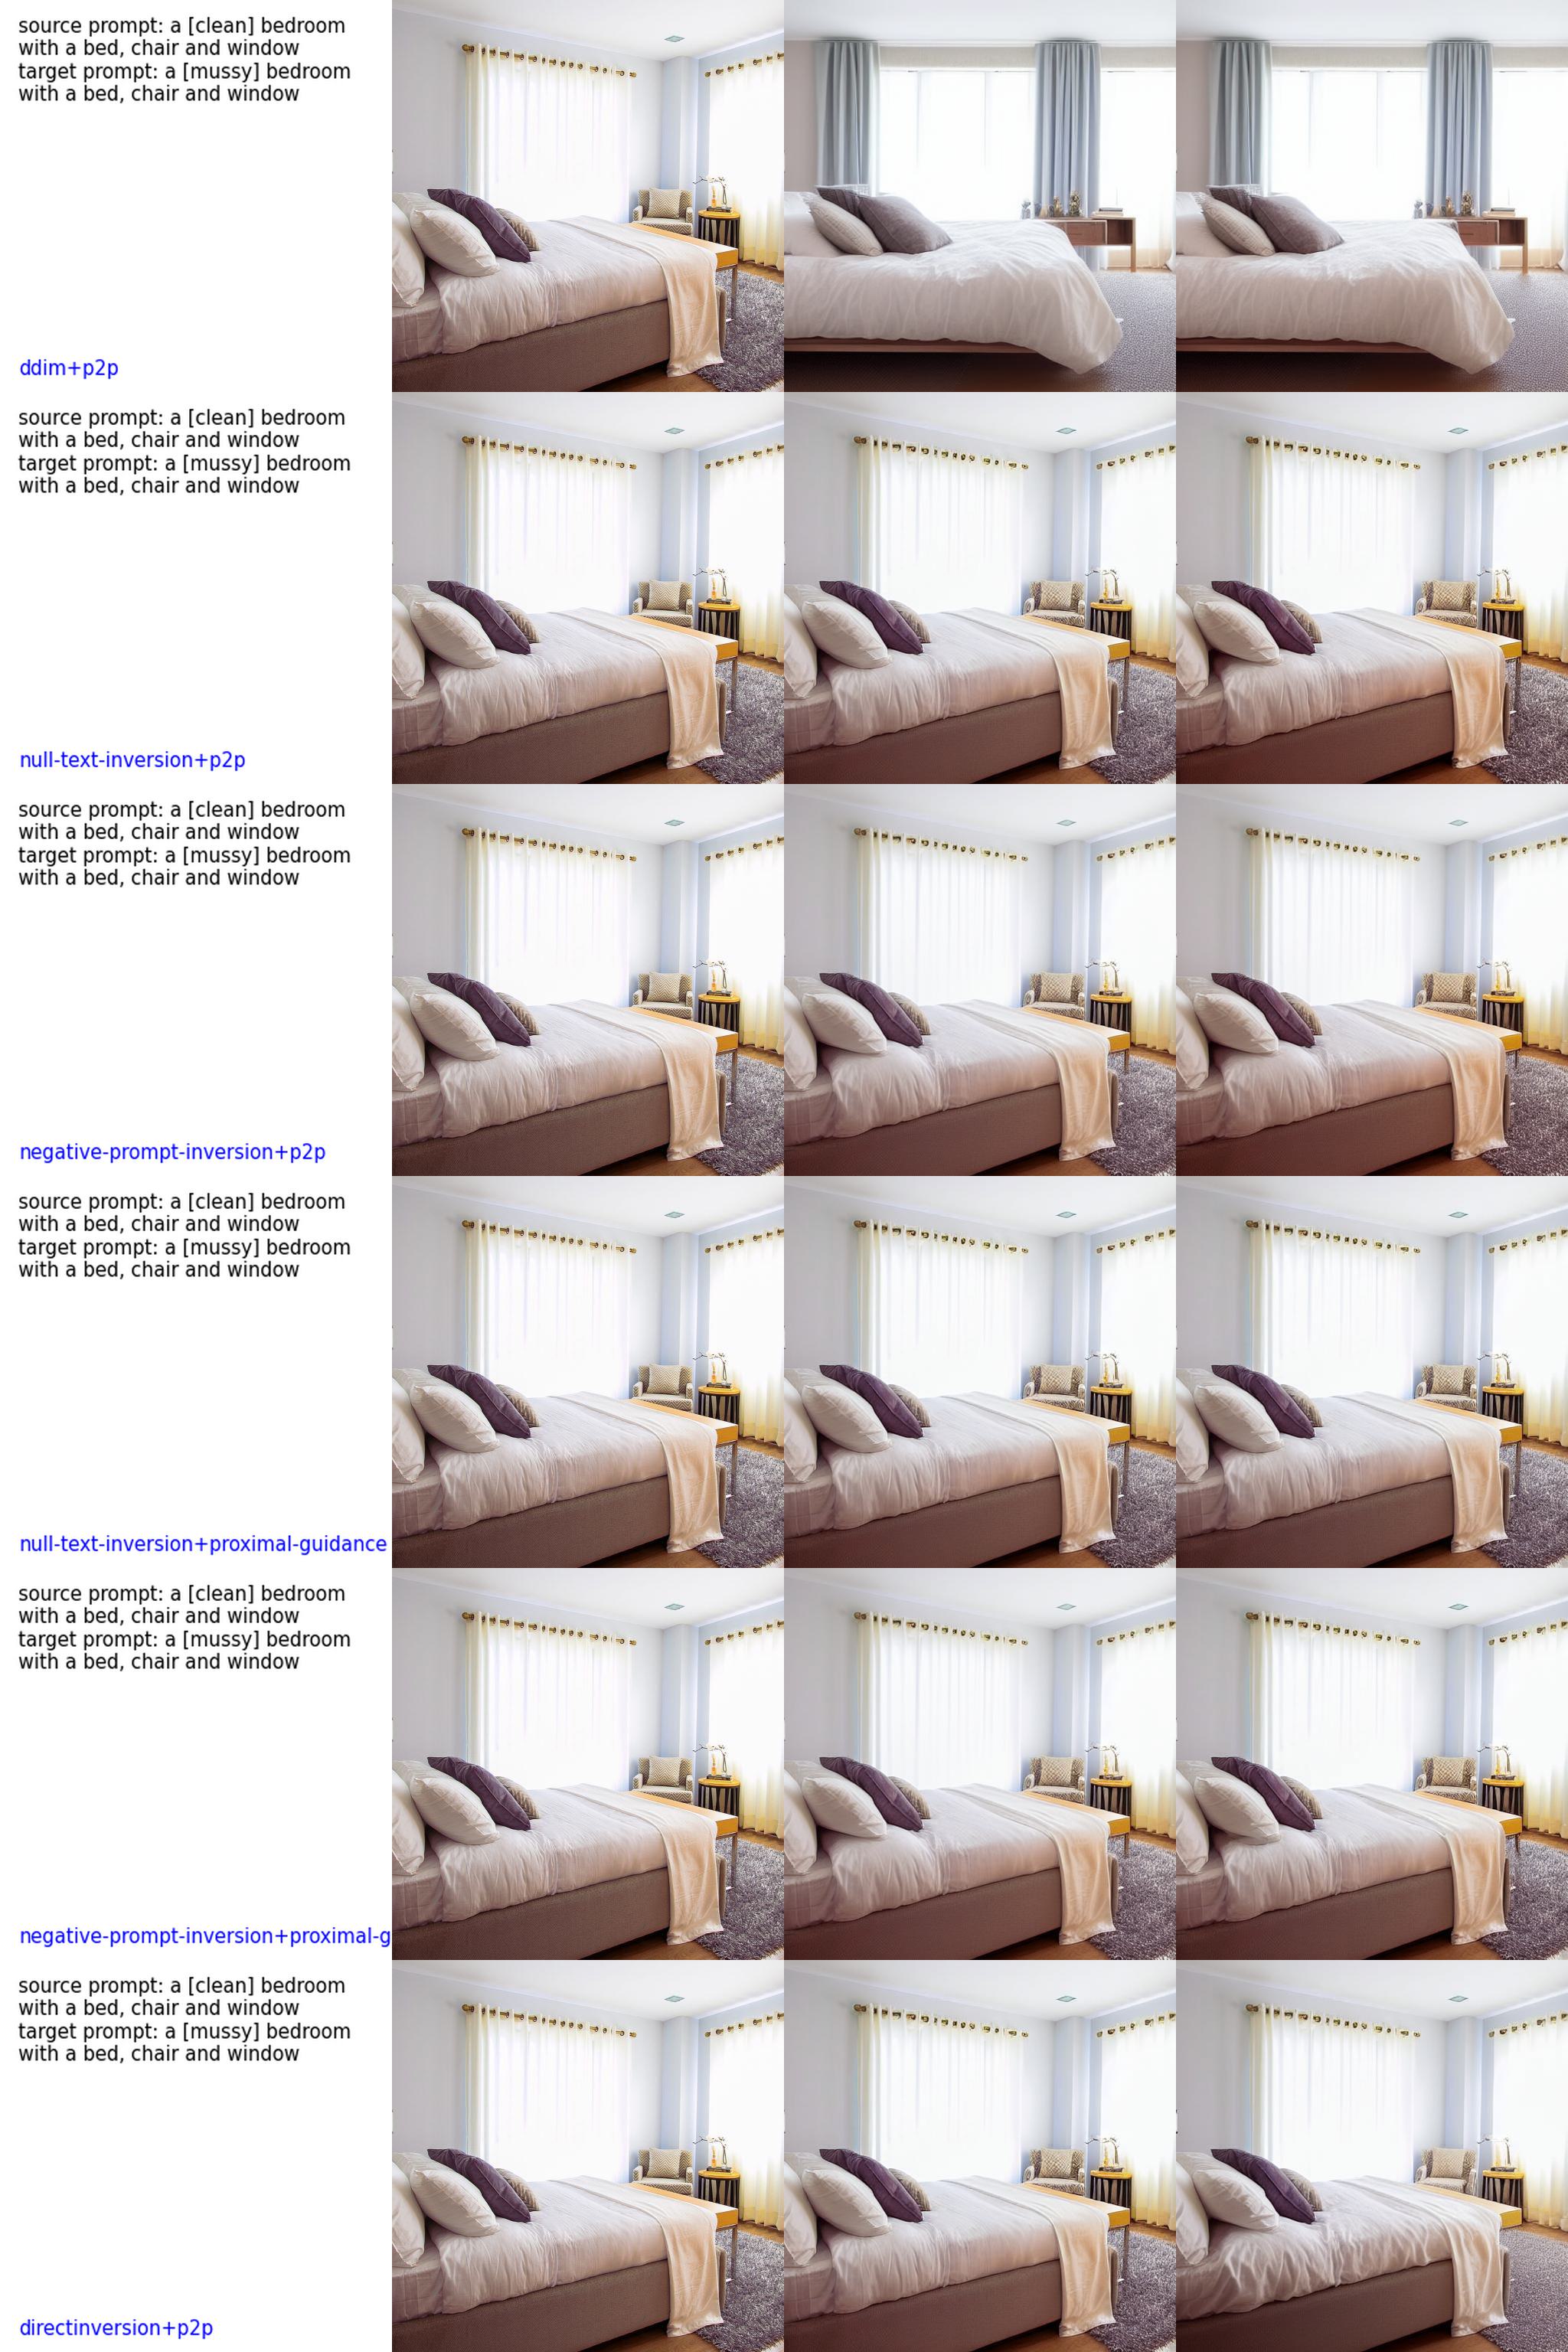 source prompt: a [clean] bedroom
with a bed, chair and window
target prompt: a [mussy] bedroom
with a bed, chair and window
ddim+p2p
source prompt: a [clean] bedroom
with a bed, chair and window
target prompt: a [mussy] bedroom
with a bed, chair and window
null-text-inversion+p2p
source prompt: a [clean] bedroom
with a bed, chair and window
target prompt: a [mussy] bedroom
with a bed, chair and window
negative-prompt-inversion+p2p
source prompt: a [clean] bedroom
with a bed, chair and window
target prompt: a [mussy] bedroom
with a bed, chair and window
null-text-inversion+proximal-guidance
source prompt: a [clean] bedroom
with a bed, chair and window
target prompt: a [mussy] bedroom
with a bed, chair and window
negative-prompt-inversion+proximal-g
source prompt: a [clean] bedroom
with a bed, chair and window
target prompt: a [mussy] bedroom
with a bed, chair and window
directinversion+p2p